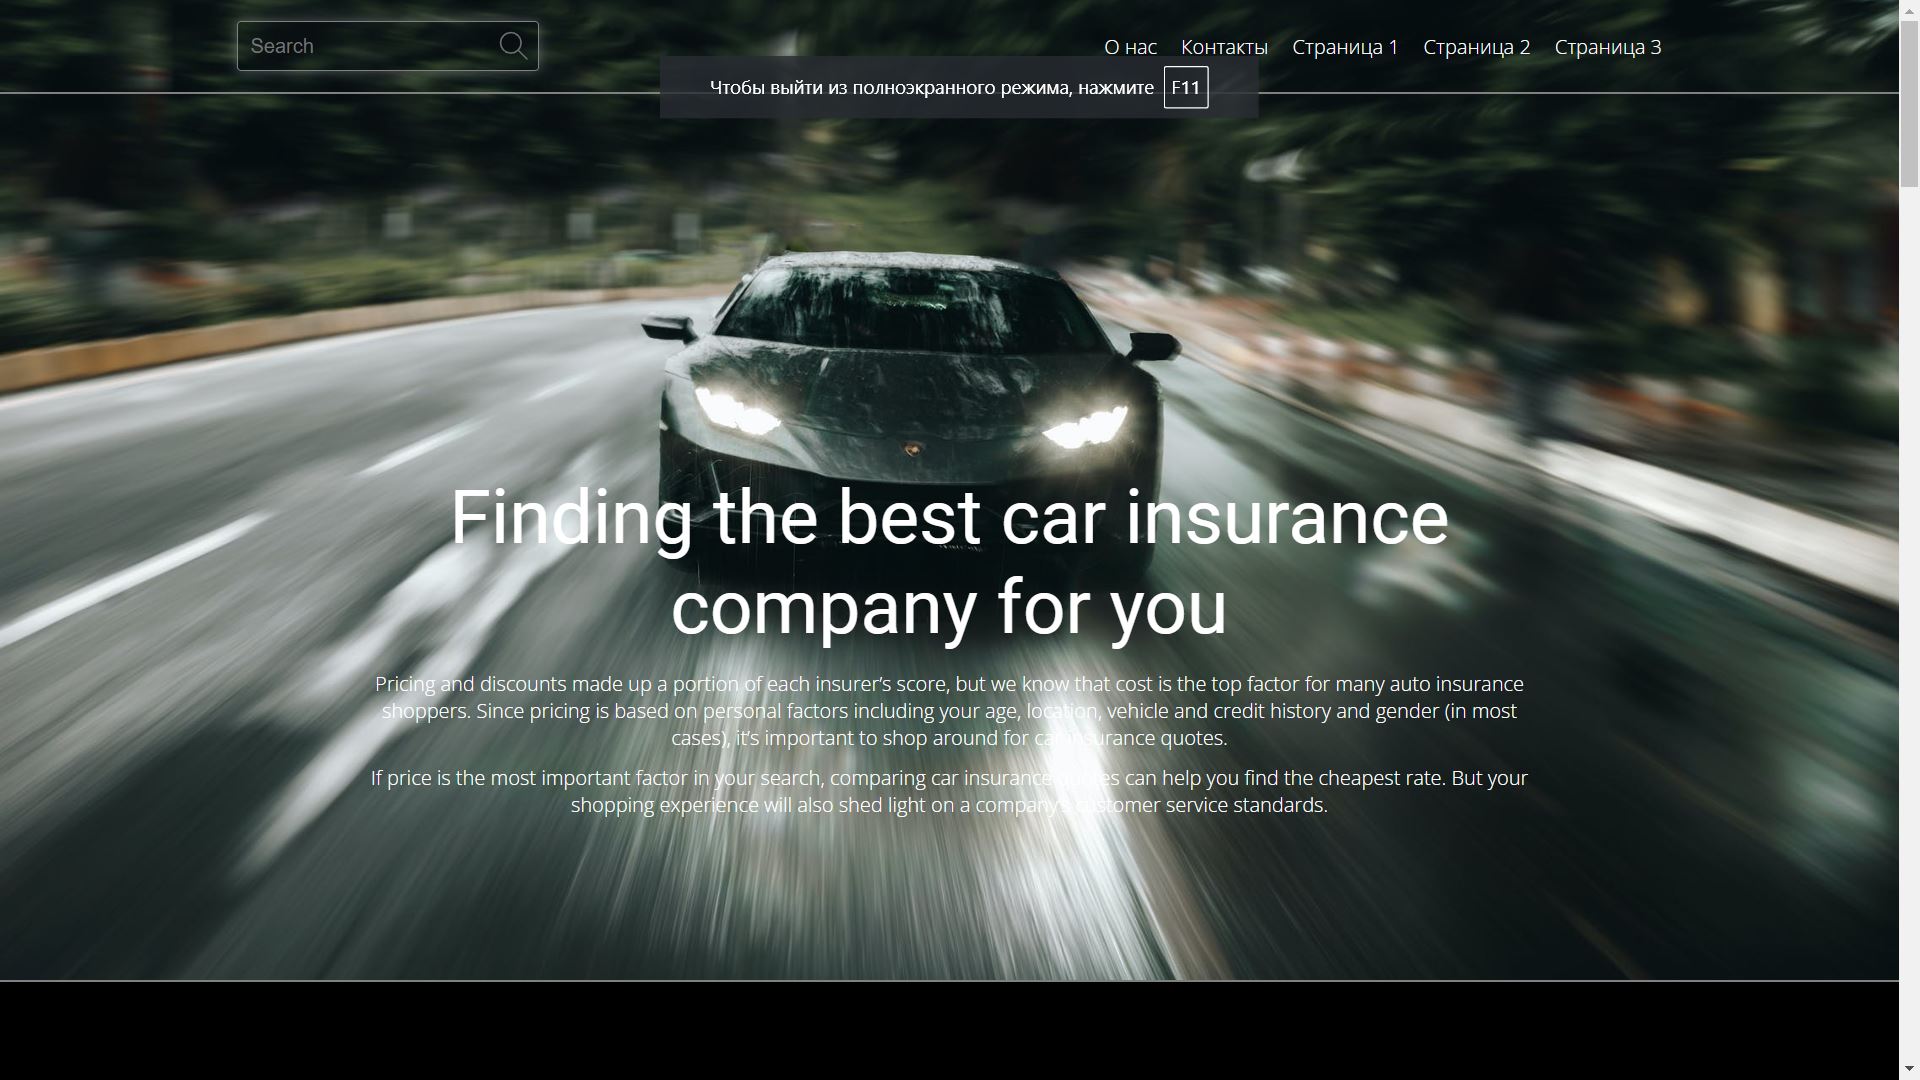 Search
О нас Контакты Страница 1 Страница 2 Страница 3
Чтобы выйти из полноэкранного режима, нажмите F11
Finding the best car insurance
company for you
Pricing and discounts made up a portion of each insurer’s score, but we know that cost is the top factor for many auto insurance
shoppers. Since pricing is based on personal factors including your age, location, vehicle and credit history and gender (in most
cases), it’s important to shop around for car insurance quotes.
If price is the most important factor in your search, comparing car insurance quotes can help you find the cheapest rate. But your
shopping experience will also shed light on a company’s customer service standards.